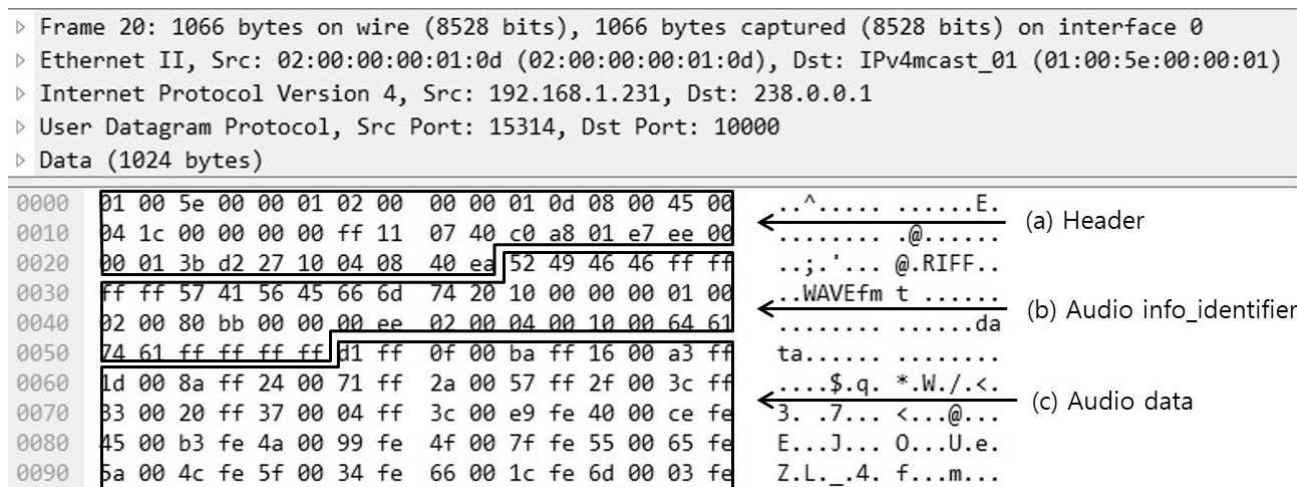 ▷ Frame 20: 1066 bytes on wire (8528 bits), 1066 bytes captured (8528 bits) on interface 0
▷ Ethernet II, Src: 02:00:00:00:01:0d (02:00:00:00:01:0d), Dst: IPv4mcast_01 (01:00:5e:00:00:01)
▷ Internet Protocol Version 4, Src: 192.168.1.231, Dst: 238.0.0.1
▷ User Datagram Protocol, Src Port: 15314, Dst Port: 10000
▷ Data (1024 bytes)
0000 01 00 5e 00 00 01 02 00 00 00 01 0d 08 00 45 00 ..^..... ......E.
(a) Header
0010 04 1c 00 00 00 00 ff 11 07 40 c0 a8 01 e7 ee 00 ........ .@......
0020 00 01 3b d2 27 10 04 08 40 ea 52 49 46 46 ff ff ..;.'... @.RIFF..
0030 ff ff 57 41 56 45 66 6d 74 20 10 00 00 00 01 00 ..WAVEfm t ......
(b) Audio info_identifier
0040 02 00 80 bb 00 00 00 ee 02 00 04 00 10 00 64 61 ........ ......da
0050 74 61 ff ff ff ff d1 ff 0f 00 ba ff 16 00 a3 ff ta...... ........
0060 1d 00 8a ff 24 00 71 ff 2a 00 57 ff 2f 00 3c ff ....$.q. *.W./.<.
(c) Audio data
0070 33 00 20 ff 37 00 04 ff 3c 00 e9 fe 40 00 ce fe 3. .7... <...@...
0080 45 00 b3 fe 4a 00 99 fe 4f 00 7f fe 55 00 65 fe E...J... O...U.e.
0090 5a 00 4c fe 5f 00 34 fe 66 00 1c fe 6d 00 03 fe Z.L._.4. f...m...